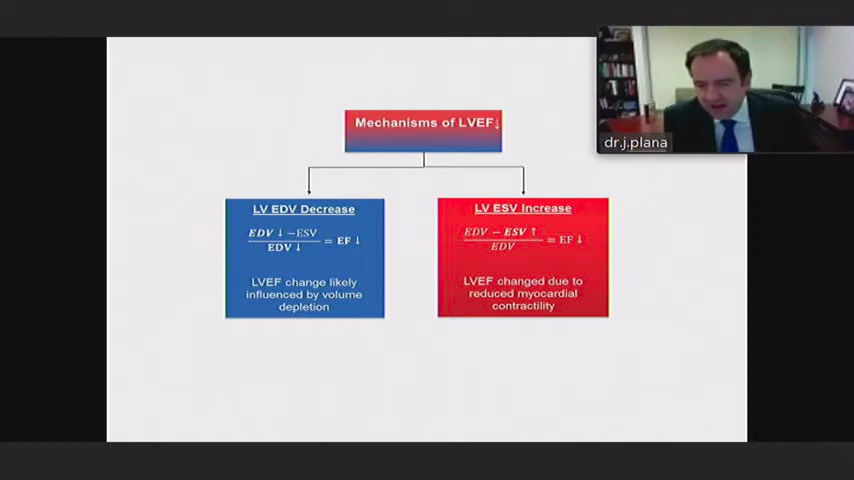 Mechanisms of LVEF↓
dr.j.plana
LV EDV Decrease
EDV ↓ −ESV
EDV ↓
= EF ↓
LVEF change likely
influenced by volume
depletion
LV ESV Increase
EDV − ESV ↑
EDV
= EF ↓
LVEF changed due to
reduced myocardial
contractility